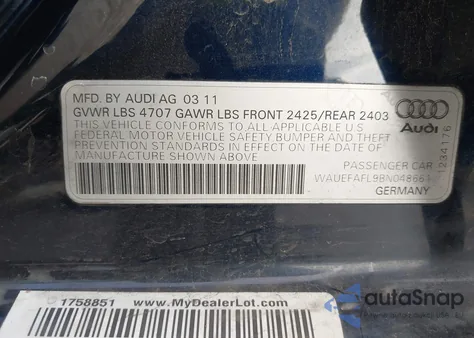 MFD. BY AUDI AG 03 11
GVWR LBS 4707 GAWR LBS FRONT 2425/REAR 2403
THIS VEHICLE CONFORMS TO ALL APPLICABLE U S
FEDERAL MOTOR VEHICLE SAFETY, BUMPER AND THEFT
PREVENTION STANDARDS IN EFFECT ON THE DATE OF
MANUFACTURE SHOWN ABOVE
Audi
1234176
PASSENGER CAR
WAUEFAFL9BN048661
GERMANY
1758851 www.MyDealerLot.com
autoSnap